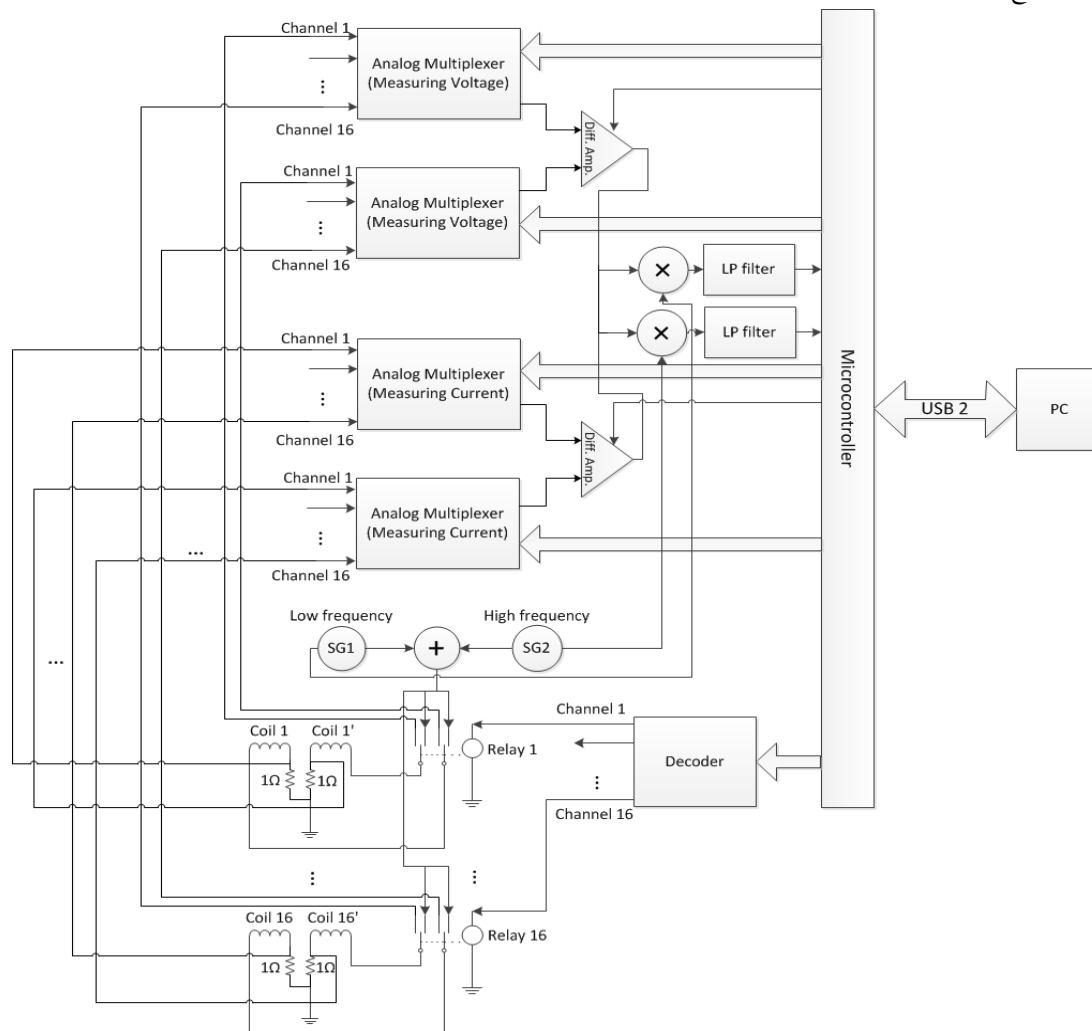 Channel 1
Analog Multiplexer
(Measuring Voltage)
...
Channel 16
Diff. Amp.
Channel 1
Analog Multiplexer
(Measuring Voltage)
...
Channel 16
×
LP filter
×
LP filter
Channel 1
Analog Multiplexer
(Measuring Current)
...
Channel 16
Diff. Amp.
Channel 1
Analog Multiplexer
(Measuring Current)
...
Channel 16
...
Microcontroller
USB 2
PC
Low frequency
High frequency
SG1
+
SG2
...
Channel 1
Coil 1
Coil 1'
Relay 1
Decoder
1Ω
1Ω
...
Channel 16
...
...
Coil 16
Coil 16'
Relay 16
1Ω
1Ω